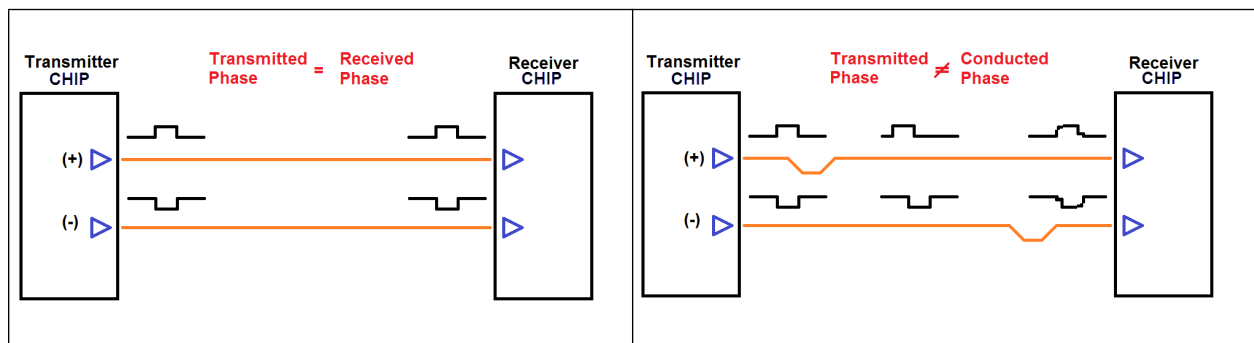 Transmitter
CHIP
Transmitted = Received
Phase Phase
Receiver
CHIP
(+)
(-)
Transmitter
CHIP
Transmitted ≠ Conducted
Phase Phase
Receiver
CHIP
(+)
(-)